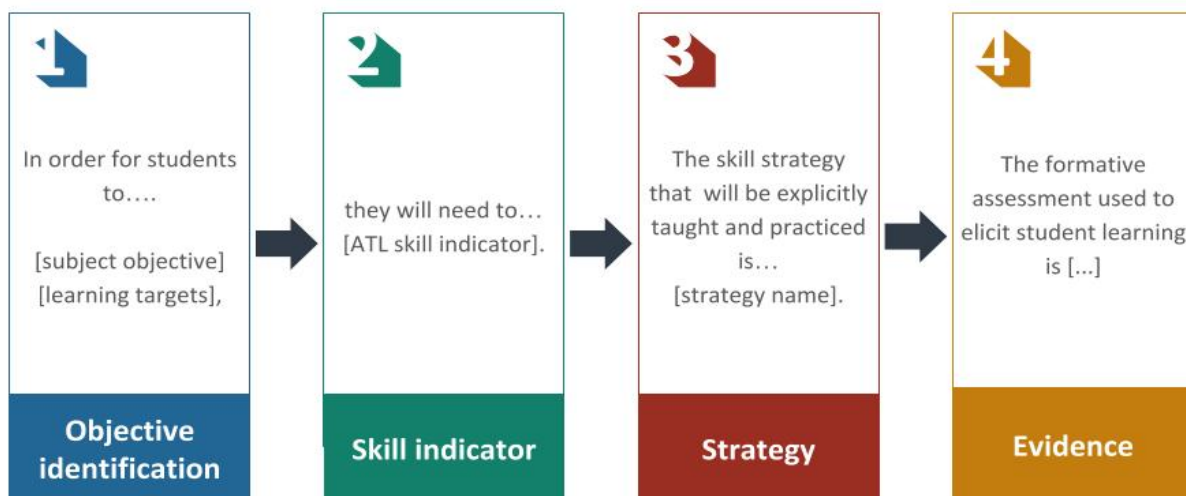 1
In order for students
to....
[subject objective]
[learning targets],
Objective
identification
2
they will need to...
[ATL skill indicator].
Skill indicator
3
The skill strategy
that will be explicitly
taught and practiced
is...
[strategy name].
Strategy
4
The formative
assessment used to
elicit student learning
is [...]
Evidence